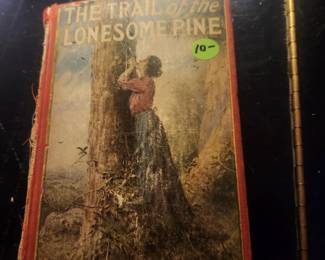 THE TRAIL of the
LONESOME PINE
10-